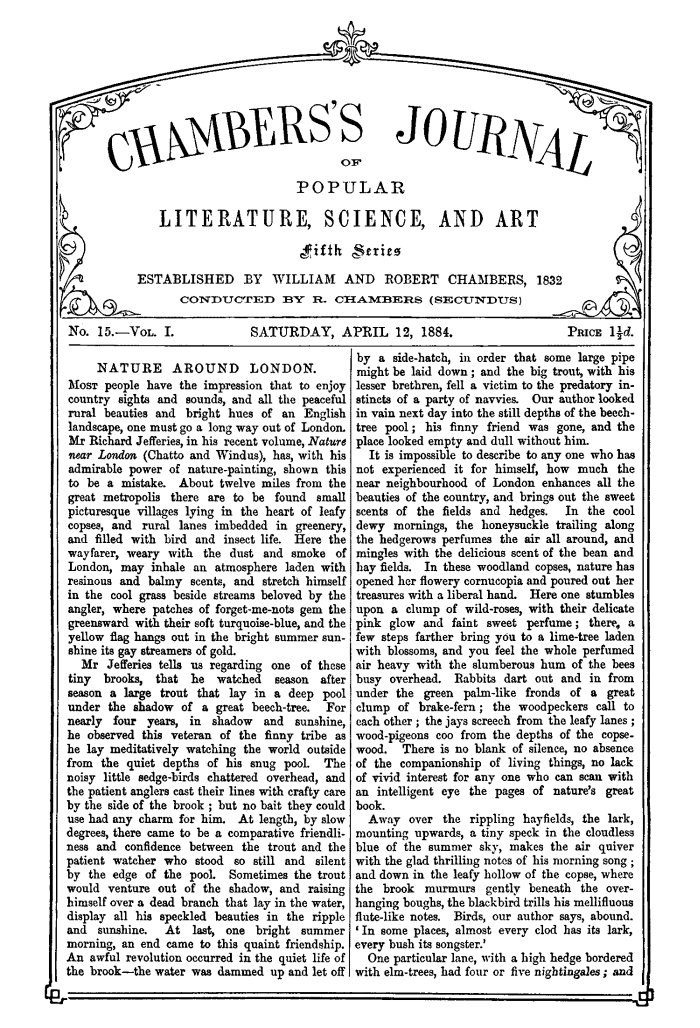 CHAMBERS'S JOURNAL
OF
POPULAR
LITERATURE, SCIENCE, AND ART
Fifth Series
ESTABLISHED BY WILLIAM AND ROBERT CHAMBERS, 1832
CONDUCTED BY R. CHAMBERS (SECUNDUS)
No. 15.—Vol. I.
SATURDAY, APRIL 12, 1884.
Price 1½d.
NATURE AROUND LONDON.
Most people have the impression that to enjoy
country sights and sounds, and all the peaceful
rural beauties and bright hues of an English
landscape, one must go a long way out of London.
Mr Richard Jefferies, in his recent volume, Nature
near London (Chatto and Windus), has, with his
admirable power of nature-painting, shown this
to be a mistake. About twelve miles from the
great metropolis there are to be found small
picturesque villages lying in the heart of leafy
copses, and rural lanes imbedded in greenery,
and filled with bird and insect life. Here the
wayfarer, weary with the dust and smoke of
London, may inhale an atmosphere laden with
resinous and balmy scents, and stretch himself
in the cool grass beside streams beloved by the
angler, where patches of forget-me-nots gem the
greensward with their soft turquoise-blue, and the
yellow flag hangs out in the bright summer sun-
shine its gay streamers of gold.
Mr Jefferies tells us regarding one of these
tiny brooks, that he watched season after
season a large trout that lay in a deep pool
under the shadow of a great beech-tree. For
nearly four years, in shadow and sunshine,
he observed this veteran of the finny tribe as
he lay meditatively watching the world outside
from the quiet depths of his snug pool. The
noisy little sedge-birds chattered overhead, and
the patient anglers cast their lines with crafty care
by the side of the brook; but no bait they could
use had any charm for him. At length, by slow
degrees, there came to be a comparative friendli-
ness and confidence between the trout and the
patient watcher who stood so still and silent
by the edge of the pool. Sometimes the trout
would venture out of the shadow, and raising
himself over a dead branch that lay in the water,
display all his speckled beauties in the ripple
and sunshine. At last, one bright summer
morning, an end came to this quaint friendship.
An awful revolution occurred in the quiet life of
the brook—the water was dammed up and let off
by a side-hatch, in order that some large pipe
might be laid down; and the big trout, with his
lesser brethren, fell a victim to the predatory in-
stincts of a party of navvies. Our author looked
in vain next day into the still depths of the beech-
tree pool; his finny friend was gone, and the
place looked empty and dull without him.
It is impossible to describe to any one who has
not experienced it for himself, how much the
near neighbourhood of London enhances all the
beauties of the country, and brings out the sweet
scents of the fields and hedges. In the cool
dewy mornings, the honeysuckle trailing along
the hedgerows perfumes the air all around, and
mingles with the delicious scent of the bean and
hay fields. In these woodland copses, nature has
opened her flowery cornucopia and poured out her
treasures with a liberal hand. Here one stumbles
upon a clump of wild-roses, with their delicate
pink glow and faint sweet perfume; there, a
few steps farther bring you to a lime-tree laden
with blossoms, and you feel the whole perfumed
air heavy with the slumberous hum of the bees
busy overhead. Rabbits dart out and in from
under the green palm-like fronds of a great
clump of brake-fern; the woodpeckers call to
each other; the jays screech from the leafy lanes;
wood-pigeons coo from the depths of the copse-
wood. There is no blank of silence, no absence
of the companionship of living things, no lack
of vivid interest for any one who can scan with
an intelligent eye the pages of nature's great
book.
Away over the rippling hayfields, the lark,
mounting upwards, a tiny speck in the cloudless
blue of the summer sky, makes the air quiver
with the glad thrilling notes of his morning song;
and down in the leafy hollow of the copse, where
the brook murmurs gently beneath the over-
hanging boughs, the blackbird trills his mellifluous
flute-like notes. Birds, our author says, abound.
'In some places, almost every clod has its lark,
every bush its songster.'
One particular lane, with a high hedge bordered
with elm-trees, had four or five nightingales; and